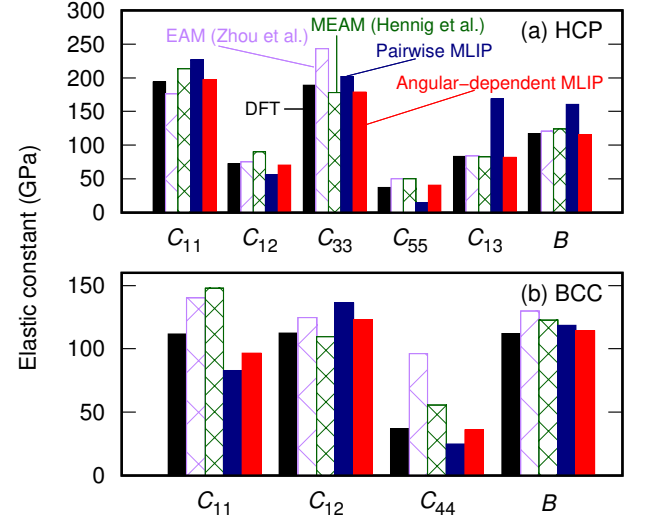 Elastic constant (GPa)
300
250
200
150
100
50
0
(a) HCP
EAM (Zhou et al.)
MEAM (Hennig et al.)
Pairwise MLIP
Angular-dependent MLIP
DFT
C11 C12 C33 C55 C13 B
150
100
50
0
(b) BCC
C11 C12 C44 B